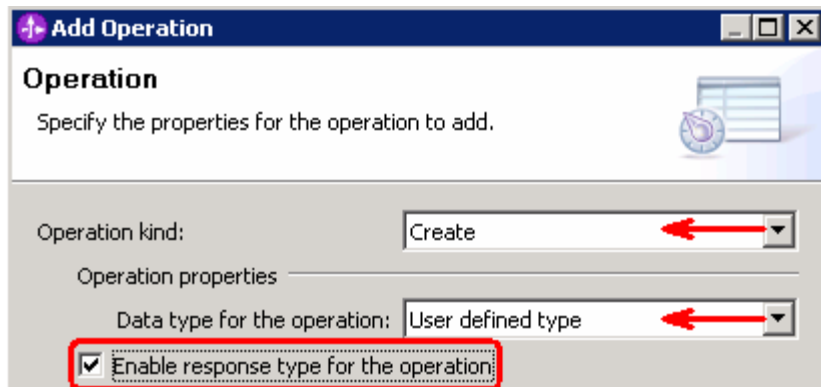 Add Operation
Operation
Specify the properties for the operation to add.
Operation kind: Create
Operation properties
Data type for the operation: User defined type
Enable response type for the operation